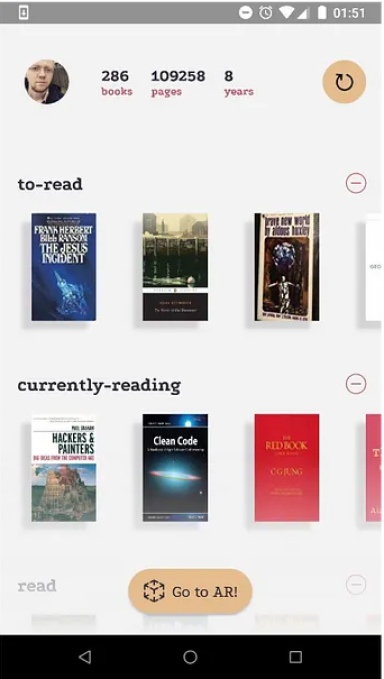 01:51
286 109258 8
books pages years
to-read
FRANK HERBERT
BILL RANSOM
THE JESUS
INCIDENT
brave new world
by aldous huxley
currently-reading
PAUL GRAHAM
HACKERS &
PAINTERS
BIG IDEAS FROM THE COMPUTER AGE
Clean Code
THE
RED BOOK
C G JUNG
read
Go to AR!